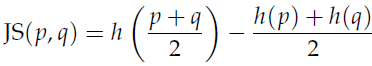 JS(p, q) = h ( (p + q) / 2 ) − (h(p) + h(q)) / 2